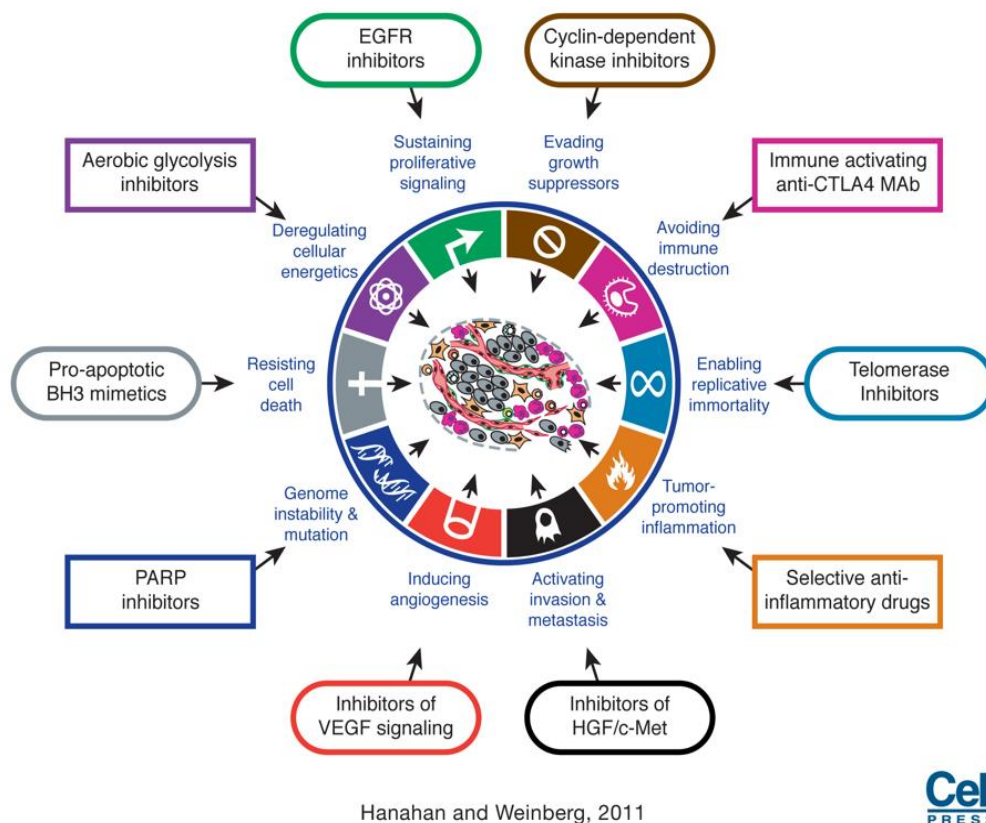 EGFR
inhibitors
Cyclin-dependent
kinase inhibitors
Sustaining
proliferative
signaling
Evading
growth
suppressors
Aerobic glycolysis
inhibitors
Immune activating
anti-CTLA4 MAb
Deregulating
cellular
energetics
Avoiding
immune
destruction
Pro-apoptotic
BH3 mimetics
Resisting
cell
death
Enabling
replicative
immortality
Telomerase
Inhibitors
Genome
instability &
mutation
Tumor-
promoting
inflammation
PARP
inhibitors
Inducing
angiogenesis
Activating
invasion &
metastasis
Selective anti-
inflammatory drugs
Inhibitors of
VEGF signaling
Inhibitors of
HGF/c-Met
Hanahan and Weinberg, 2011